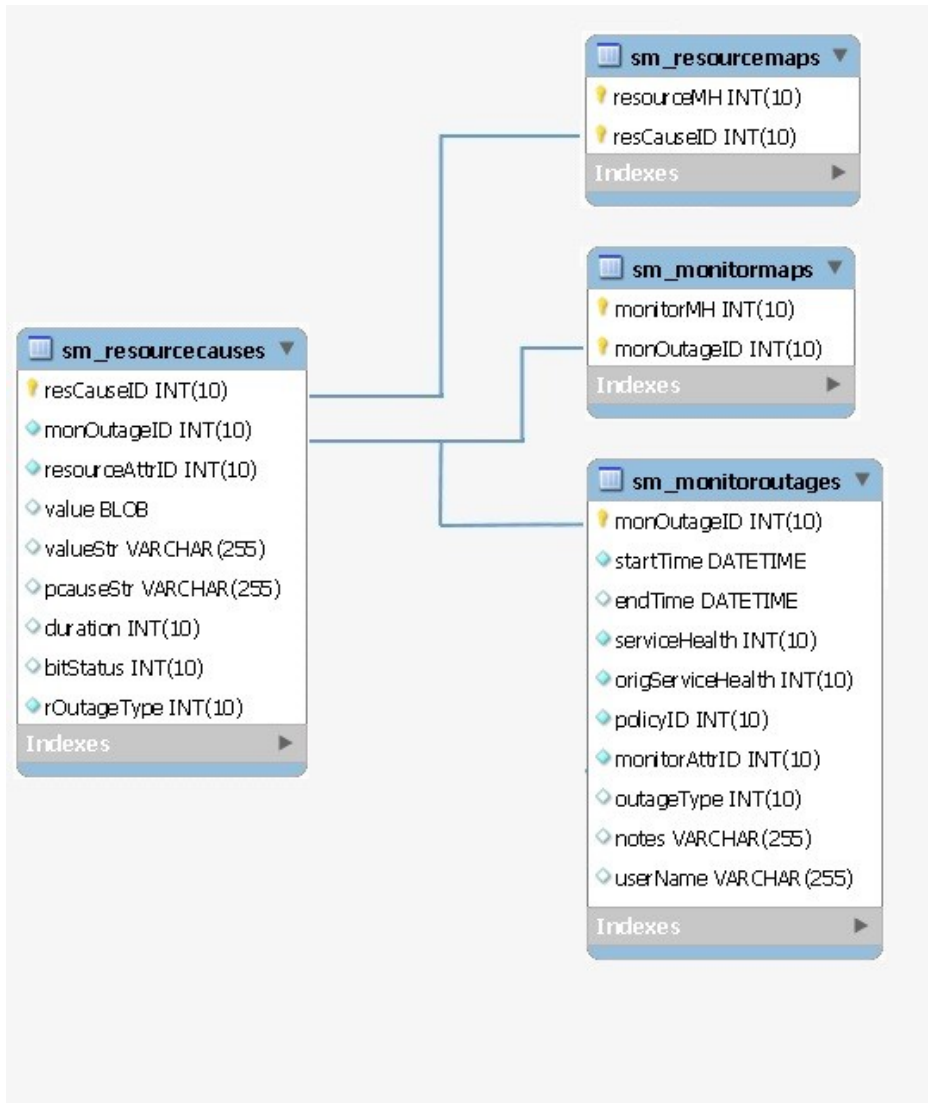 sm_resourcemaps
resourceMH INT(10)
resCauseID INT(10)
Indexes
sm_monitormaps
monitorMH INT(10)
monOutageID INT(10)
Indexes
sm_resourcecauses
resCauseID INT(10)
monOutageID INT(10)
resourceAttrID INT(10)
value BLOB
valueStr VARCHAR(255)
pcauseStr VARCHAR(255)
duration INT(10)
bitStatus INT(10)
rOutageType INT(10)
Indexes
sm_monitoroutages
monOutageID INT(10)
startTime DATETIME
endTime DATETIME
serviceHealth INT(10)
origServiceHealth INT(10)
policyID INT(10)
monitorAttrID INT(10)
outageType INT(10)
notes VARCHAR(255)
userName VARCHAR(255)
Indexes